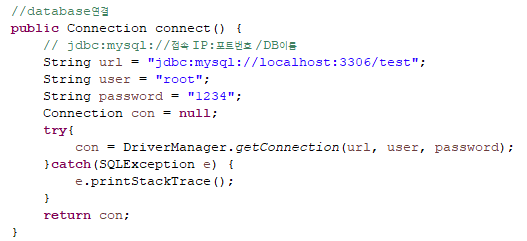 //database연결
public Connection connect() {
    // jdbc:mysql://접속 IP:포트번호 /DB이름
    String url = "jdbc:mysql://localhost:3306/test";
    String user = "root";
    String password = "1234";
    Connection con = null;
    try{
        con = DriverManager.getConnection(url, user, password);
    }catch(SQLException e) {
        e.printStackTrace();
    }
    return con;
}